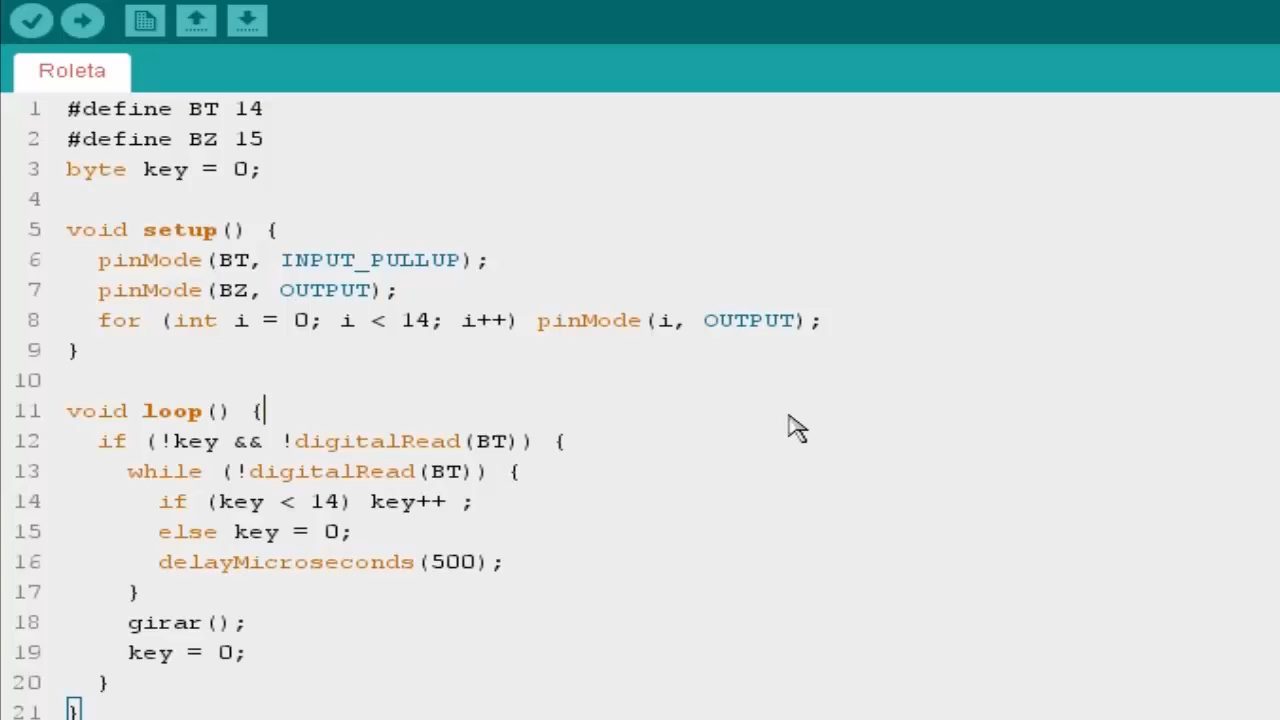 Roleta
1 #define BT 14
2 #define BZ 15
3 byte key = 0;
4
5 void setup() {
6 pinMode(BT, INPUT_PULLUP);
7 pinMode(BZ, OUTPUT);
8 for (int i = 0; i < 14; i++) pinMode(i, OUTPUT);
9 }
10
11 void loop() {
12 if (!key && !digitalRead(BT)) {
13 while (!digitalRead(BT)) {
14 if (key < 14) key++ ;
15 else key = 0;
16 delayMicroseconds(500);
17 }
18 girar();
19 key = 0;
20 }
21 }